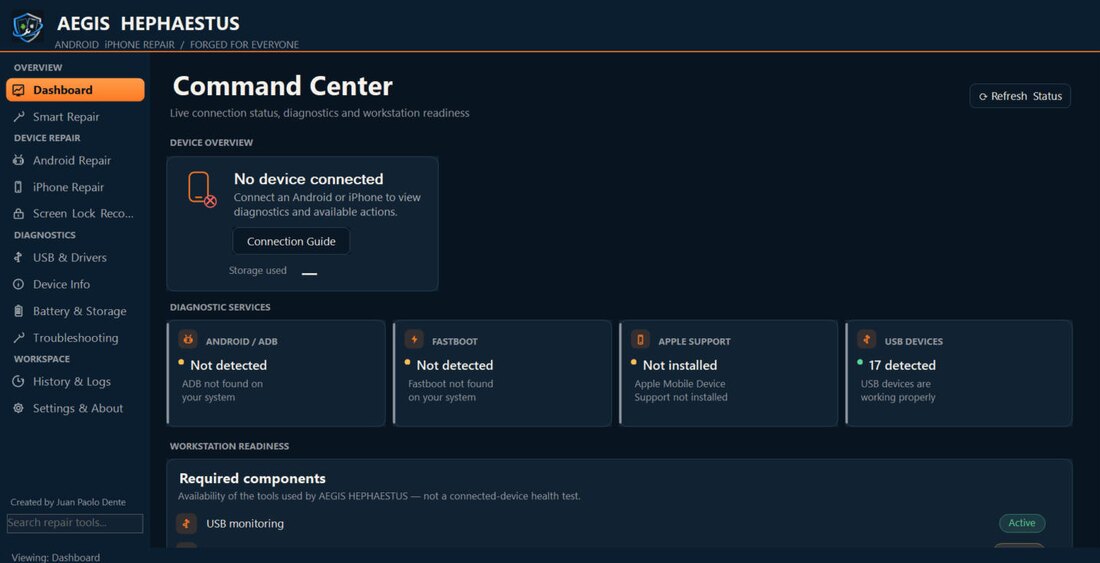 AEGIS HEPHAESTUS
ANDROID iPHONE REPAIR / FORGED FOR EVERYONE
OVERVIEW
Dashboard
Smart Repair
DEVICE REPAIR
Android Repair
iPhone Repair
Screen Lock Reco...
DIAGNOSTICS
USB & Drivers
Device Info
Battery & Storage
Troubleshooting
WORKSPACE
History & Logs
Settings & About
Created by Juan Paolo Dente
Search repair tools...
Viewing: Dashboard
Command Center
Live connection status, diagnostics and workstation readiness
Refresh Status
DEVICE OVERVIEW
No device connected
Connect an Android or iPhone to view
diagnostics and available actions.
Connection Guide
Storage used —
DIAGNOSTIC SERVICES
ANDROID / ADB
Not detected
ADB not found on
your system
FASTBOOT
Not detected
Fastboot not found
on your system
APPLE SUPPORT
Not installed
Apple Mobile Device
Support not installed
USB DEVICES
17 detected
USB devices are
working properly
WORKSTATION READINESS
Required components
Availability of the tools used by AEGIS HEPHAESTUS — not a connected-device health test.
USB monitoring
Active